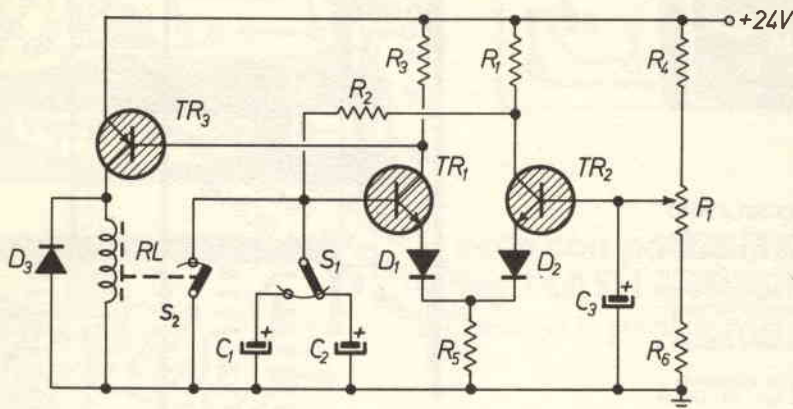 +24V
R3
R1
R4
R2
TR3
TR1
TR2
P1
D3
RL
S2
S1
D1
D2
C1
+
C2
+
R5
C3
+
R6